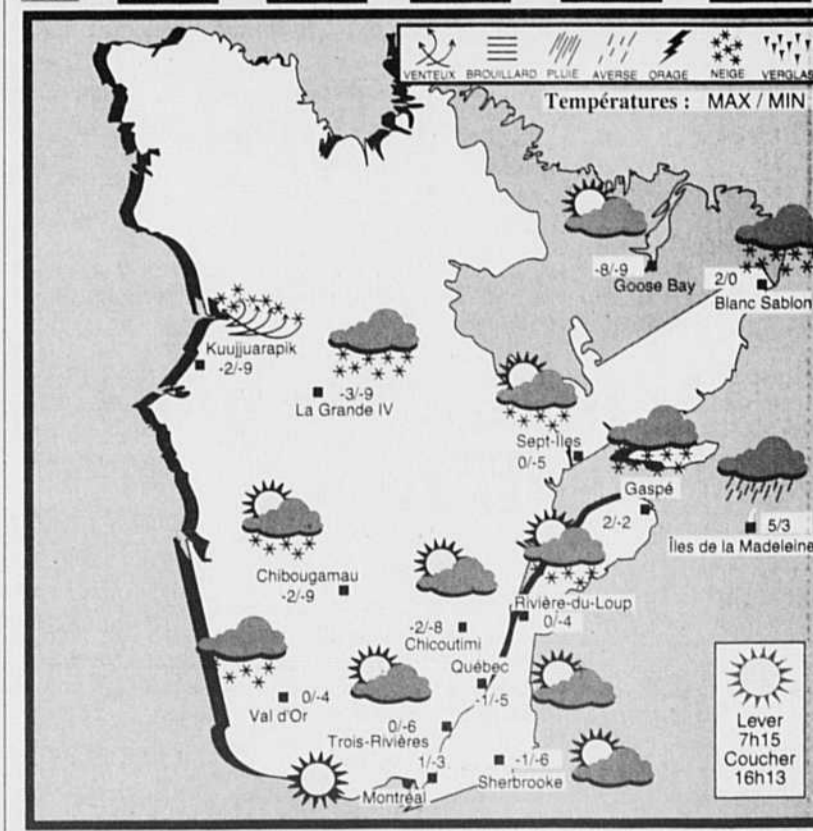 VENTEUX BROUILLARD PLUIE AVERSE ORAGE NEIGE VERGLAS
Températures : MAX / MIN
-8/-9
Goose Bay
2/0
Blanc Sablon
Kuujjuarapik
-2/-9
-3/-9
La Grande IV
Sept-Iles
0/-5
Gaspé
2/-2
5/3
Îles de la Madeleine
Chibougamau
-2/-9
Rivière-du-Loup
0/-4
-2/-8
Chicoutimi
Québec
-1/-5
0/-4
Val d'Or
0/-6
Trois-Rivières
1/-3
Montréal
-1/-6
Sherbrooke
Lever
7h15
Coucher
16h13